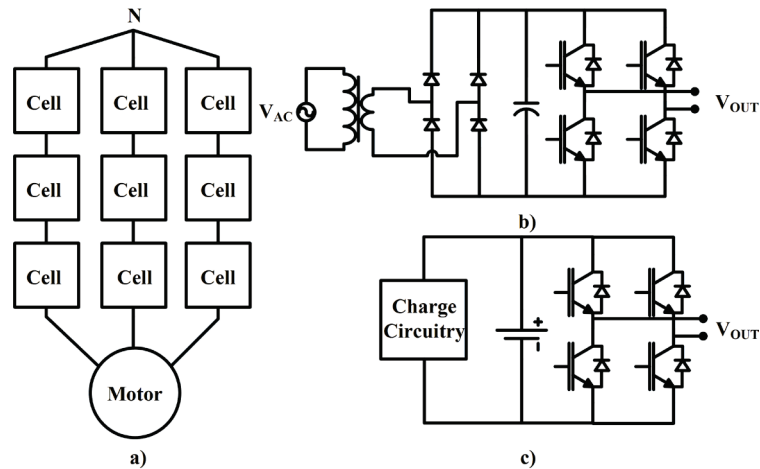 N
Cell Cell Cell
Cell Cell Cell
Cell Cell Cell
Motor
a)
VAC
VOUT
b)
Charge
Circuitry
+
-
VOUT
c)